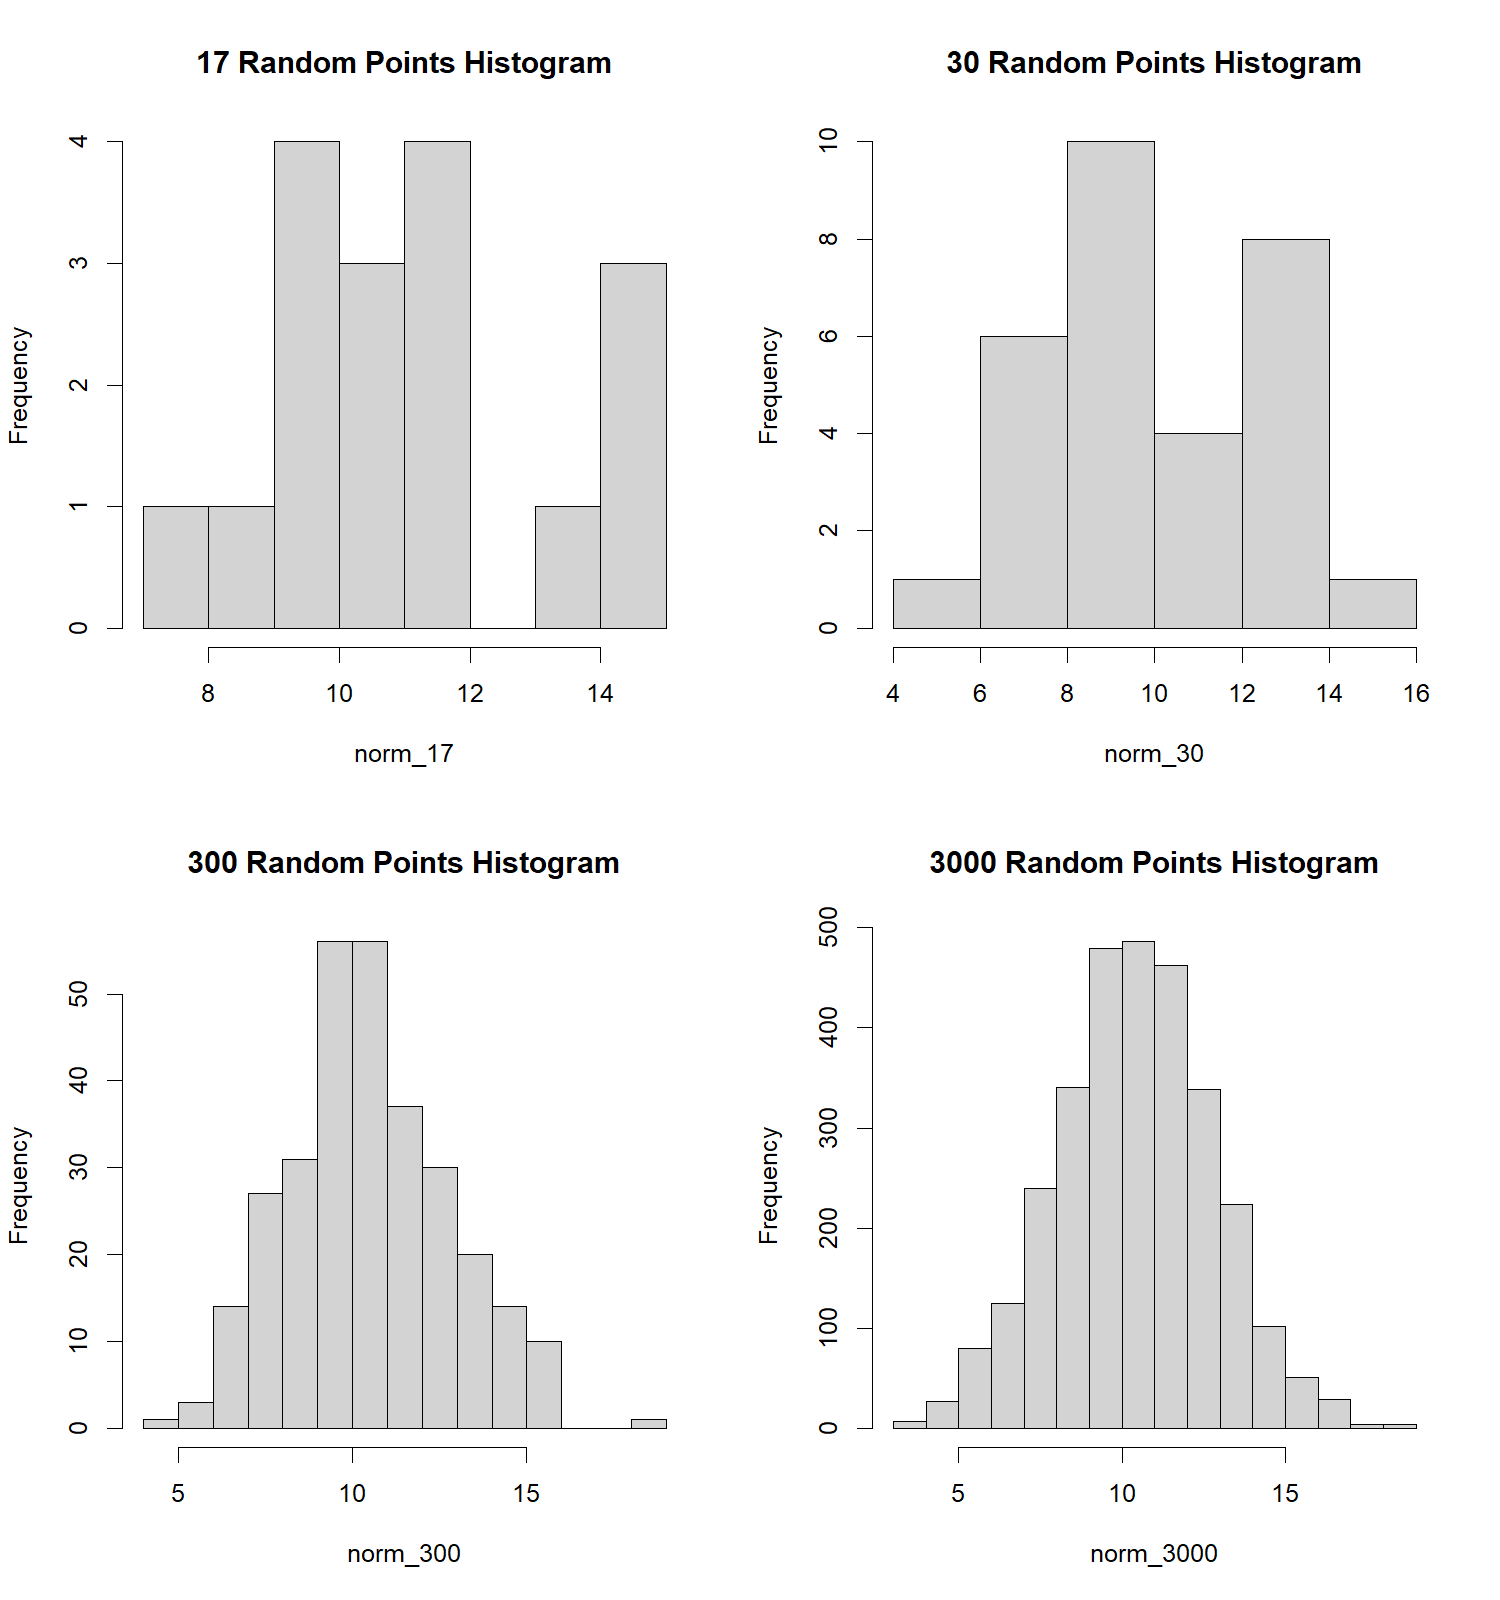 17 Random Points Histogram
Frequency
4
3
2
1
0
8 10 12 14
norm_17
30 Random Points Histogram
Frequency
10
8
6
4
2
0
4 6 8 10 12 14 16
norm_30
300 Random Points Histogram
Frequency
50
40
30
20
10
0
5 10 15
norm_300
3000 Random Points Histogram
Frequency
500
400
300
200
100
0
5 10 15
norm_3000